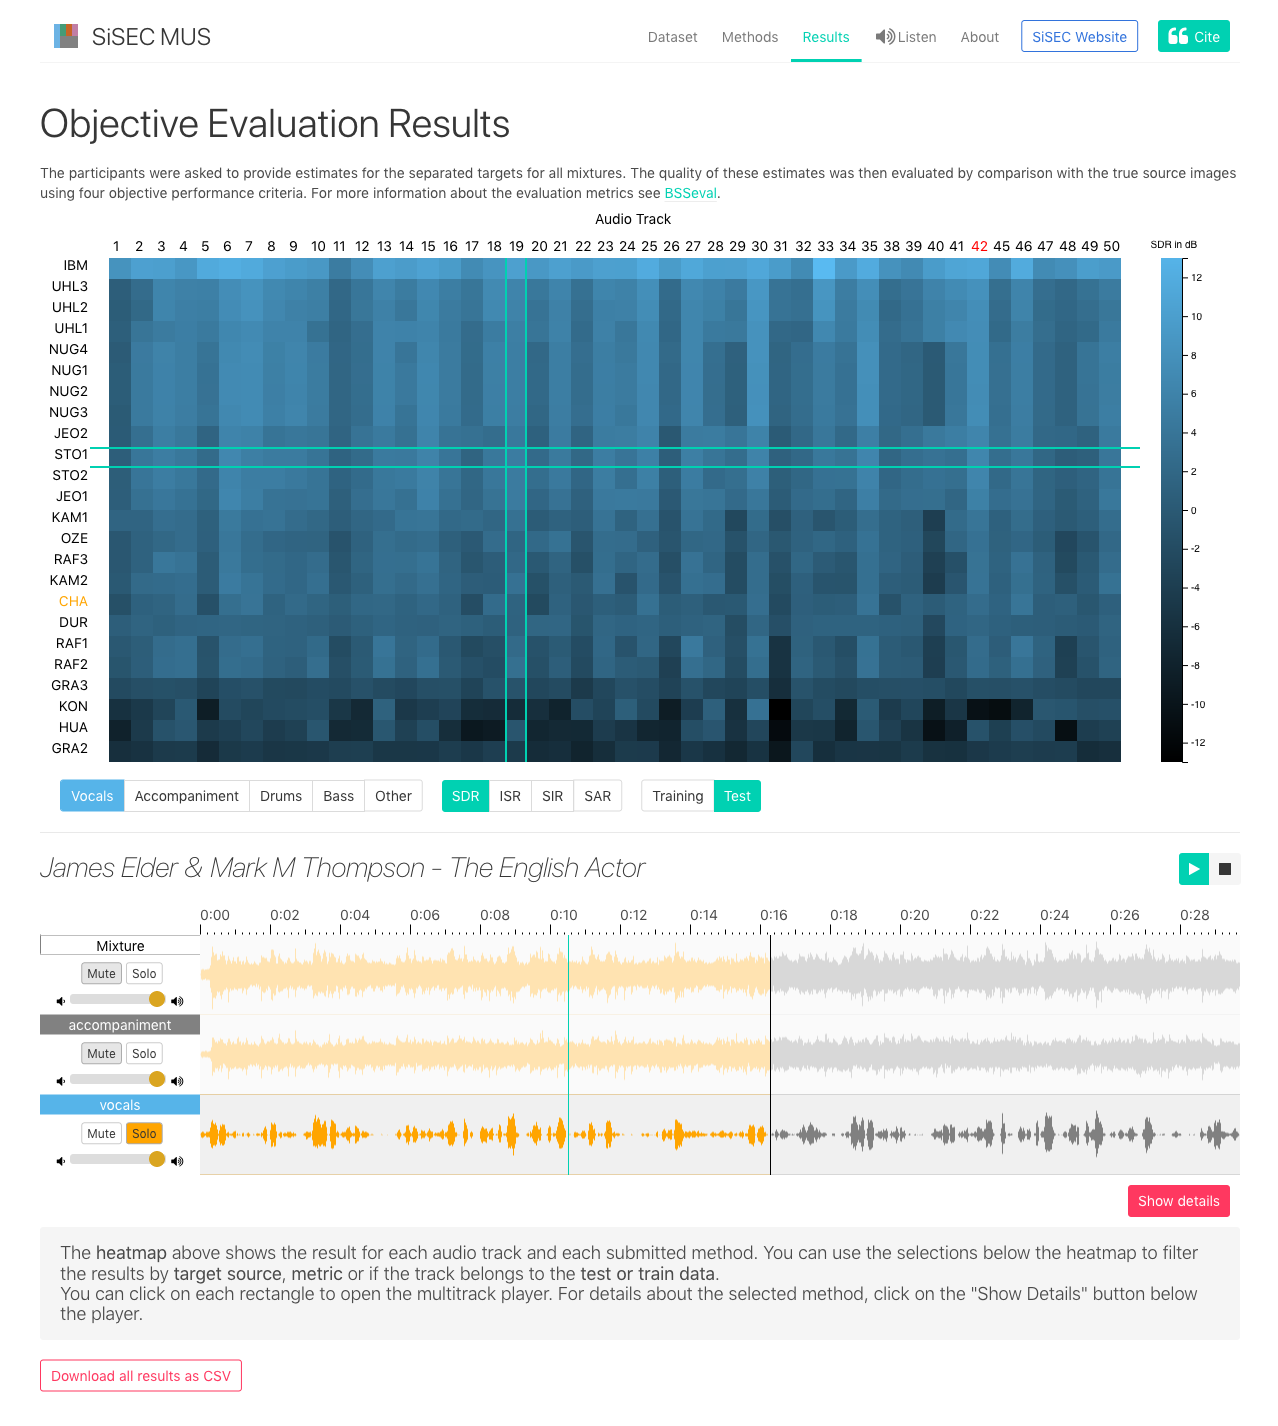 SiSEC MUS
Dataset Methods Results Listen About SiSEC Website Cite
Objective Evaluation Results
The participants were asked to provide estimates for the separated targets for all mixtures. The quality of these estimates was then evaluated by comparison with the true source images
using four objective performance criteria. For more information about the evaluation metrics see BSSeval.
Audio Track
1 2 3 4 5 6 7 8 9 10 11 12 13 14 15 16 17 18 19 20 21 22 23 24 25 26 27 28 29 30 31 32 33 34 35 38 39 40 41 42 45 46 47 48 49 50
SDR in dB
IBM
UHL3
UHL2
UHL1
NUG4
NUG1
NUG2
NUG3
JEO2
STO1
STO2
JEO1
KAM1
OZE
RAF3
KAM2
CHA
DUR
RAF1
RAF2
GRA3
KON
HUA
GRA2
12
10
8
6
4
2
0
-2
-4
-6
-8
-10
-12
Vocals Accompaniment Drums Bass Other SDR ISR SIR SAR Training Test
James Elder & Mark M Thompson - The English Actor
0:00 0:02 0:04 0:06 0:08 0:10 0:12 0:14 0:16 0:18 0:20 0:22 0:24 0:26 0:28
Mixture
Mute Solo
accompaniment
Mute Solo
vocals
Mute Solo
Show details
The heatmap above shows the result for each audio track and each submitted method. You can use the selections below the heatmap to filter
the results by target source, metric or if the track belongs to the test or train data.
You can click on each rectangle to open the multitrack player. For details about the selected method, click on the "Show Details" button below
the player.
Download all results as CSV